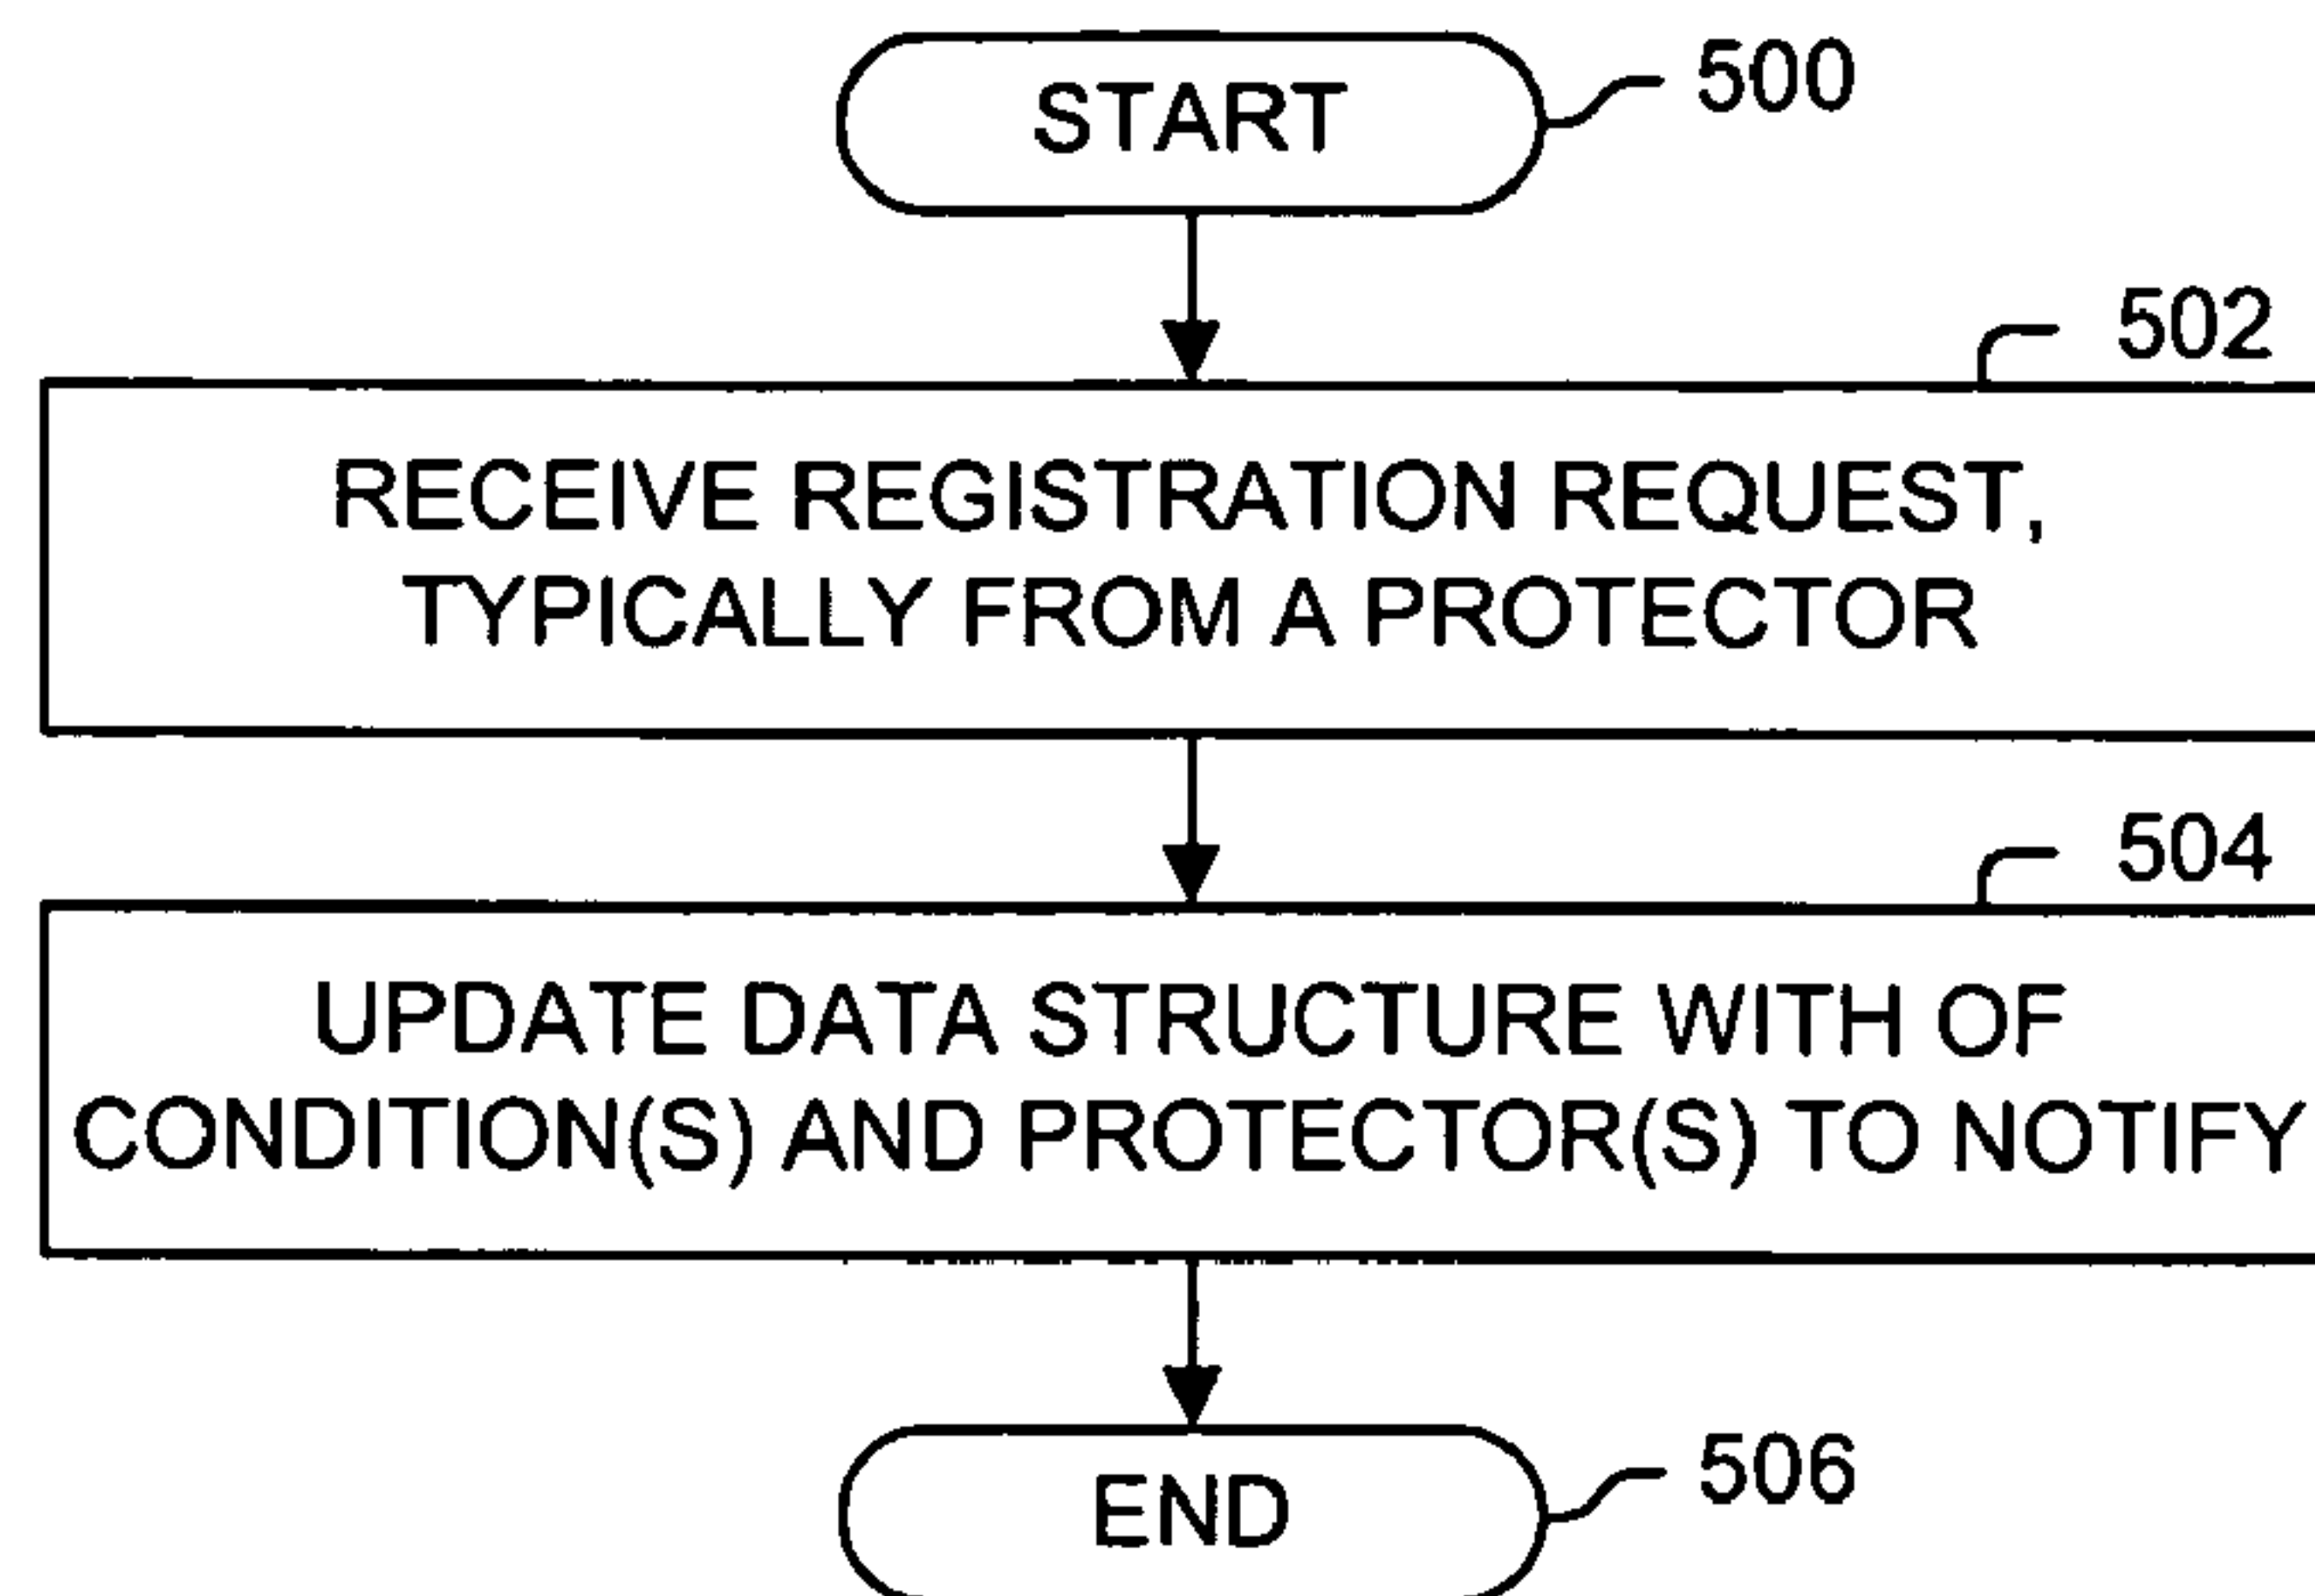 START
500
502
RECEIVE REGISTRATION REQUEST,
TYPICALLY FROM A PROTECTOR
504
UPDATE DATA STRUCTURE WITH OF
CONDITION(S) AND PROTECTOR(S) TO NOTIFY
END
506